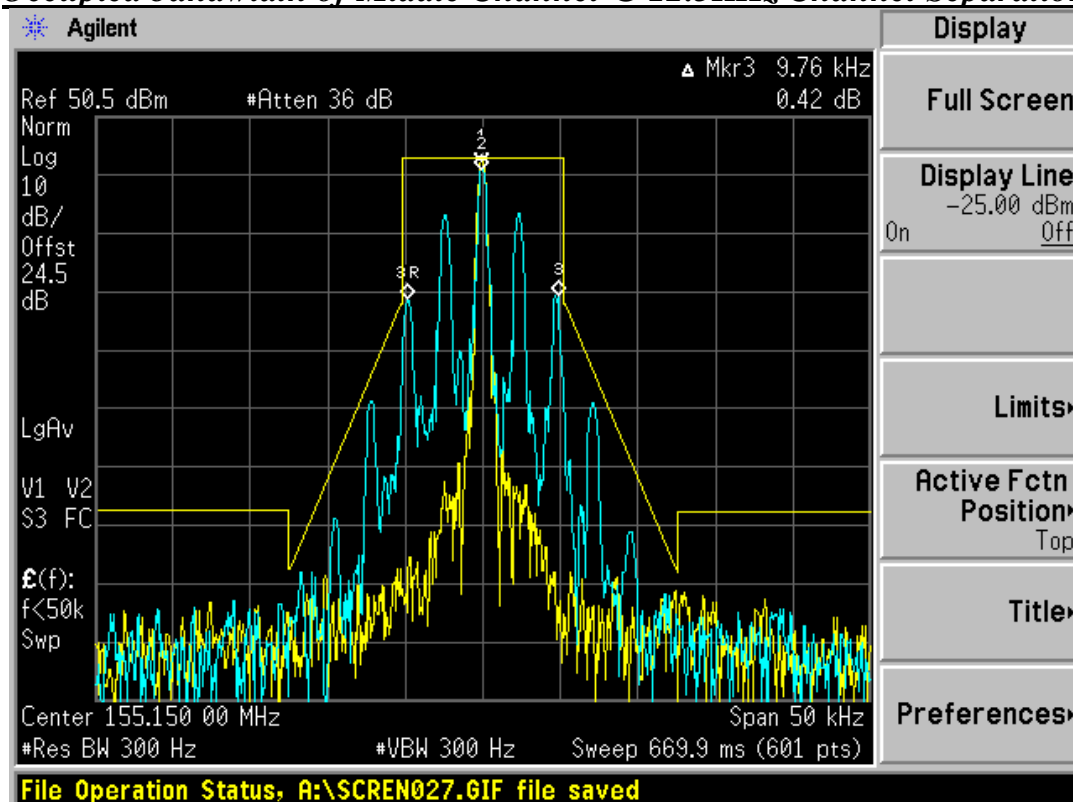 Agilent
Display
Δ Mkr3 9.76 kHz
Ref 50.5 dBm #Atten 36 dB 0.42 dB
Full Screen
Norm
Log
10
dB/
Offst
24.5
dB
1
2
3R
3
Display Line
-25.00 dBm
On Off
LgAv
Limits
V1 V2
S3 FC
Active Fctn
Position
Top
£(f):
f<50k
Swp
Title
Center 155.150 00 MHz Span 50 kHz
#Res BW 300 Hz #VBW 300 Hz Sweep 669.9 ms (601 pts)
Preferences
File Operation Status, A:\SCREN027.GIF file saved